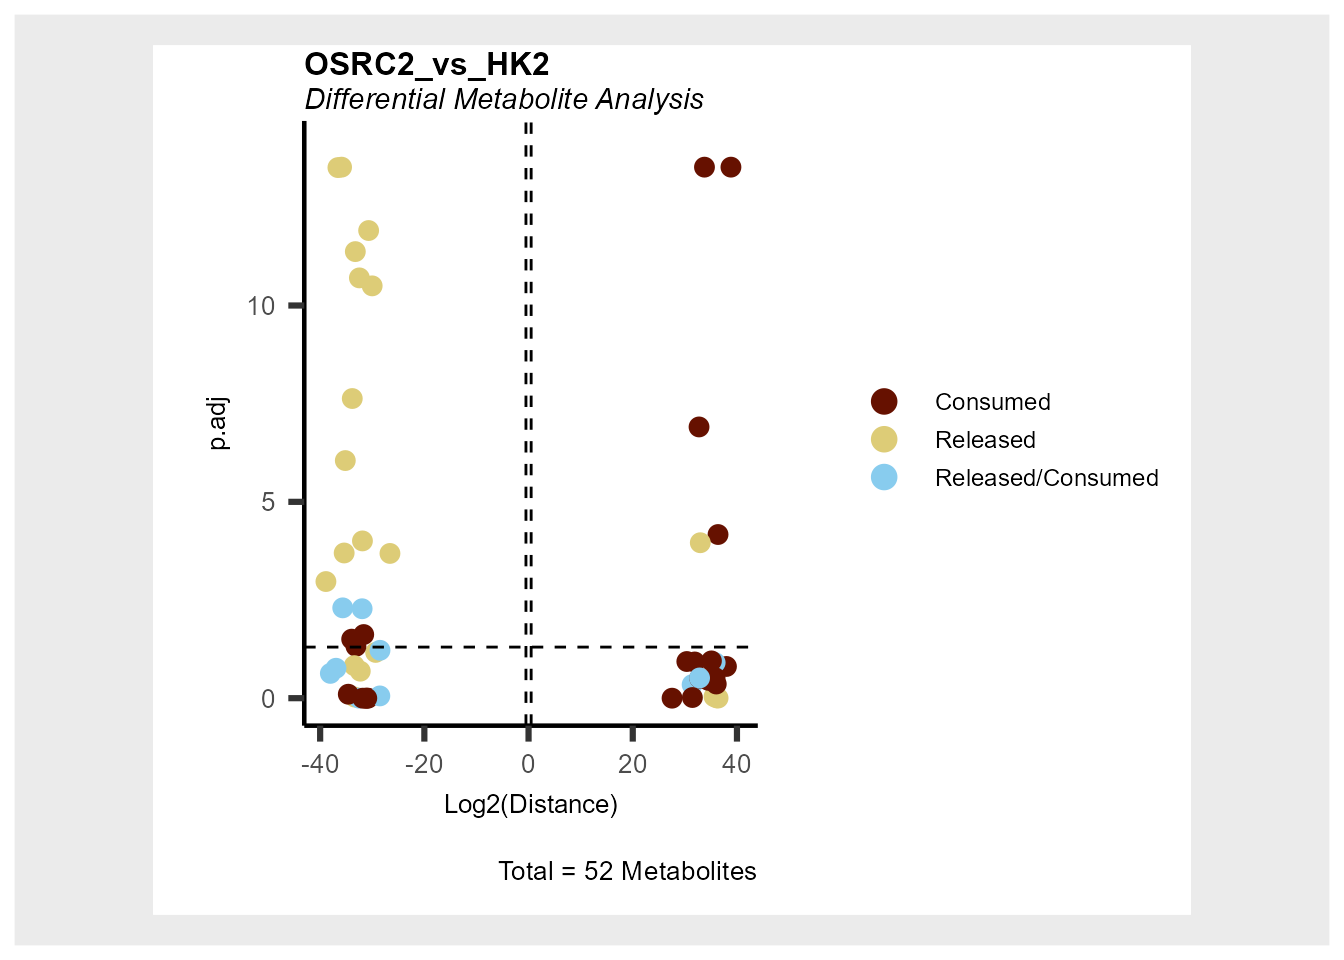 OSRC2_vs_HK2
Differential Metabolite Analysis
10
5
0
p.adj
-40 -20 0 20 40
Log2(Distance)
Consumed
Released
Released/Consumed
Total = 52 Metabolites